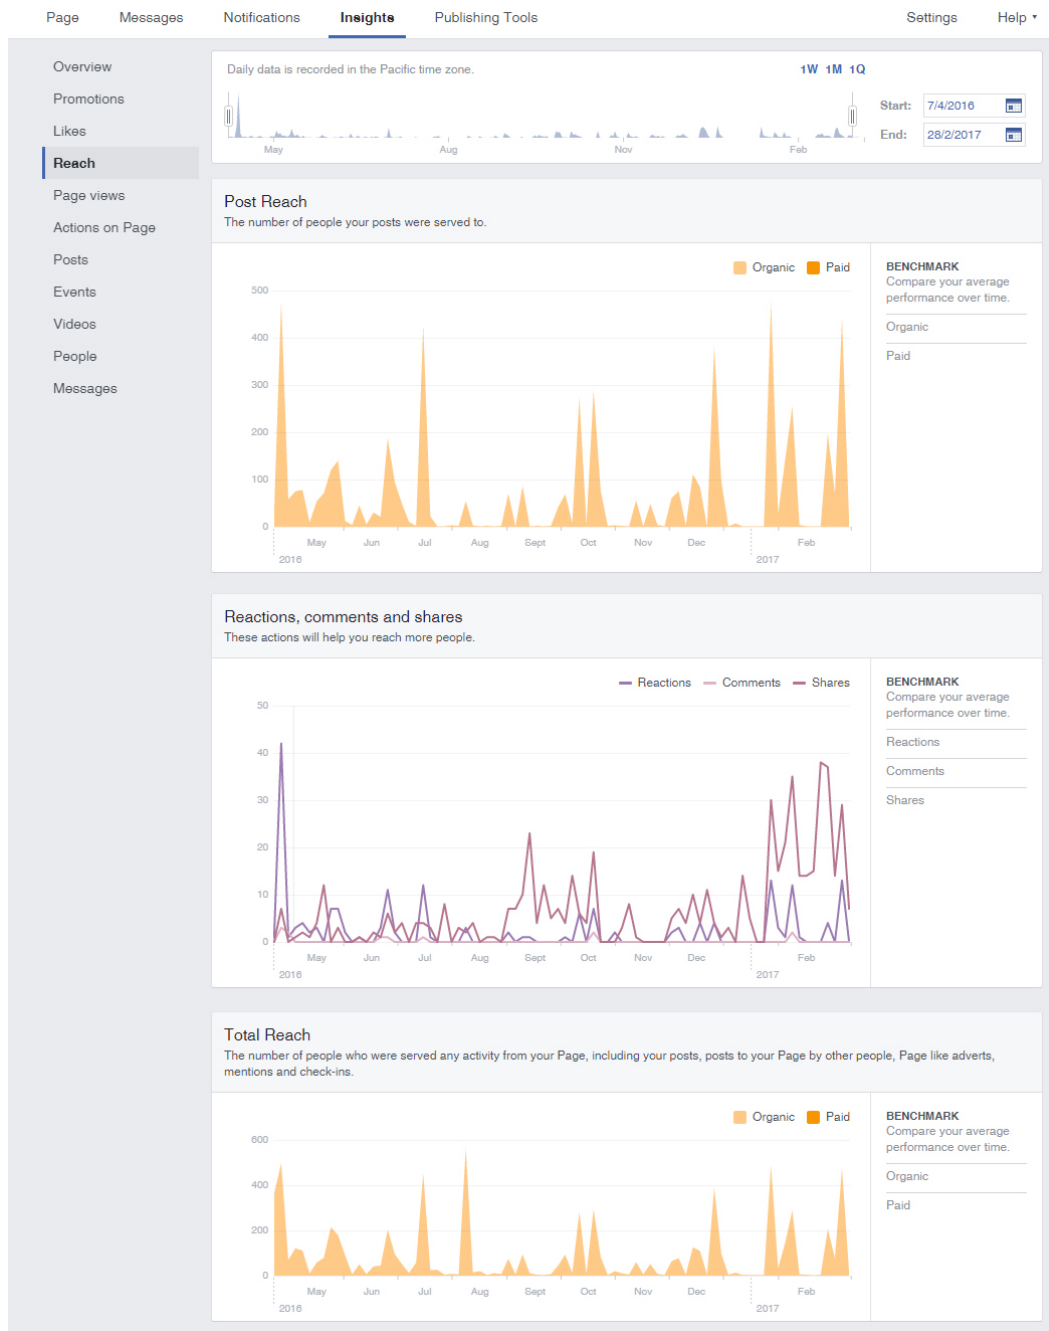 Page Messages Notifications Insights Publishing Tools Settings Help
Overview
Promotions
Likes
Reach
Page views
Actions on Page
Posts
Events
Videos
People
Messages
Daily data is recorded in the Pacific time zone.
1W 1M 1Q
Start: 7/4/2016
End: 28/2/2017
May Aug Nov Feb
Post Reach
The number of people your posts were served to.
Organic Paid
500
400
300
200
100
0
May Jun Jul Aug Sept Oct Nov Dec Feb
2016 2017
BENCHMARK
Compare your average
performance over time.
Organic
Paid
Reactions, comments and shares
These actions will help you reach more people.
Reactions Comments Shares
50
40
30
20
10
0
May Jun Jul Aug Sept Oct Nov Dec Feb
2016 2017
BENCHMARK
Compare your average
performance over time.
Reactions
Comments
Shares
Total Reach
The number of people who were served any activity from your Page, including your posts, posts to your Page by other people, Page like adverts,
mentions and check-ins.
Organic Paid
600
400
200
0
May Jun Jul Aug Sept Oct Nov Dec Feb
2016 2017
BENCHMARK
Compare your average
performance over time.
Organic
Paid